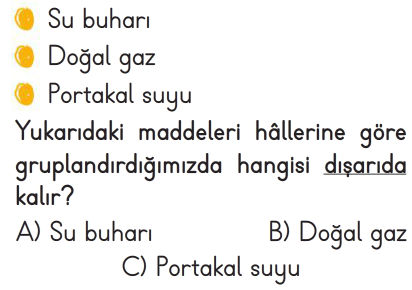 Su buharı
Doğal gaz
Portakal suyu
Yukarıdaki maddeleri hâllerine göre
gruplandırdığımızda hangisi dışarıda
kalır?
A) Su buharı B) Doğal gaz
C) Portakal suyu